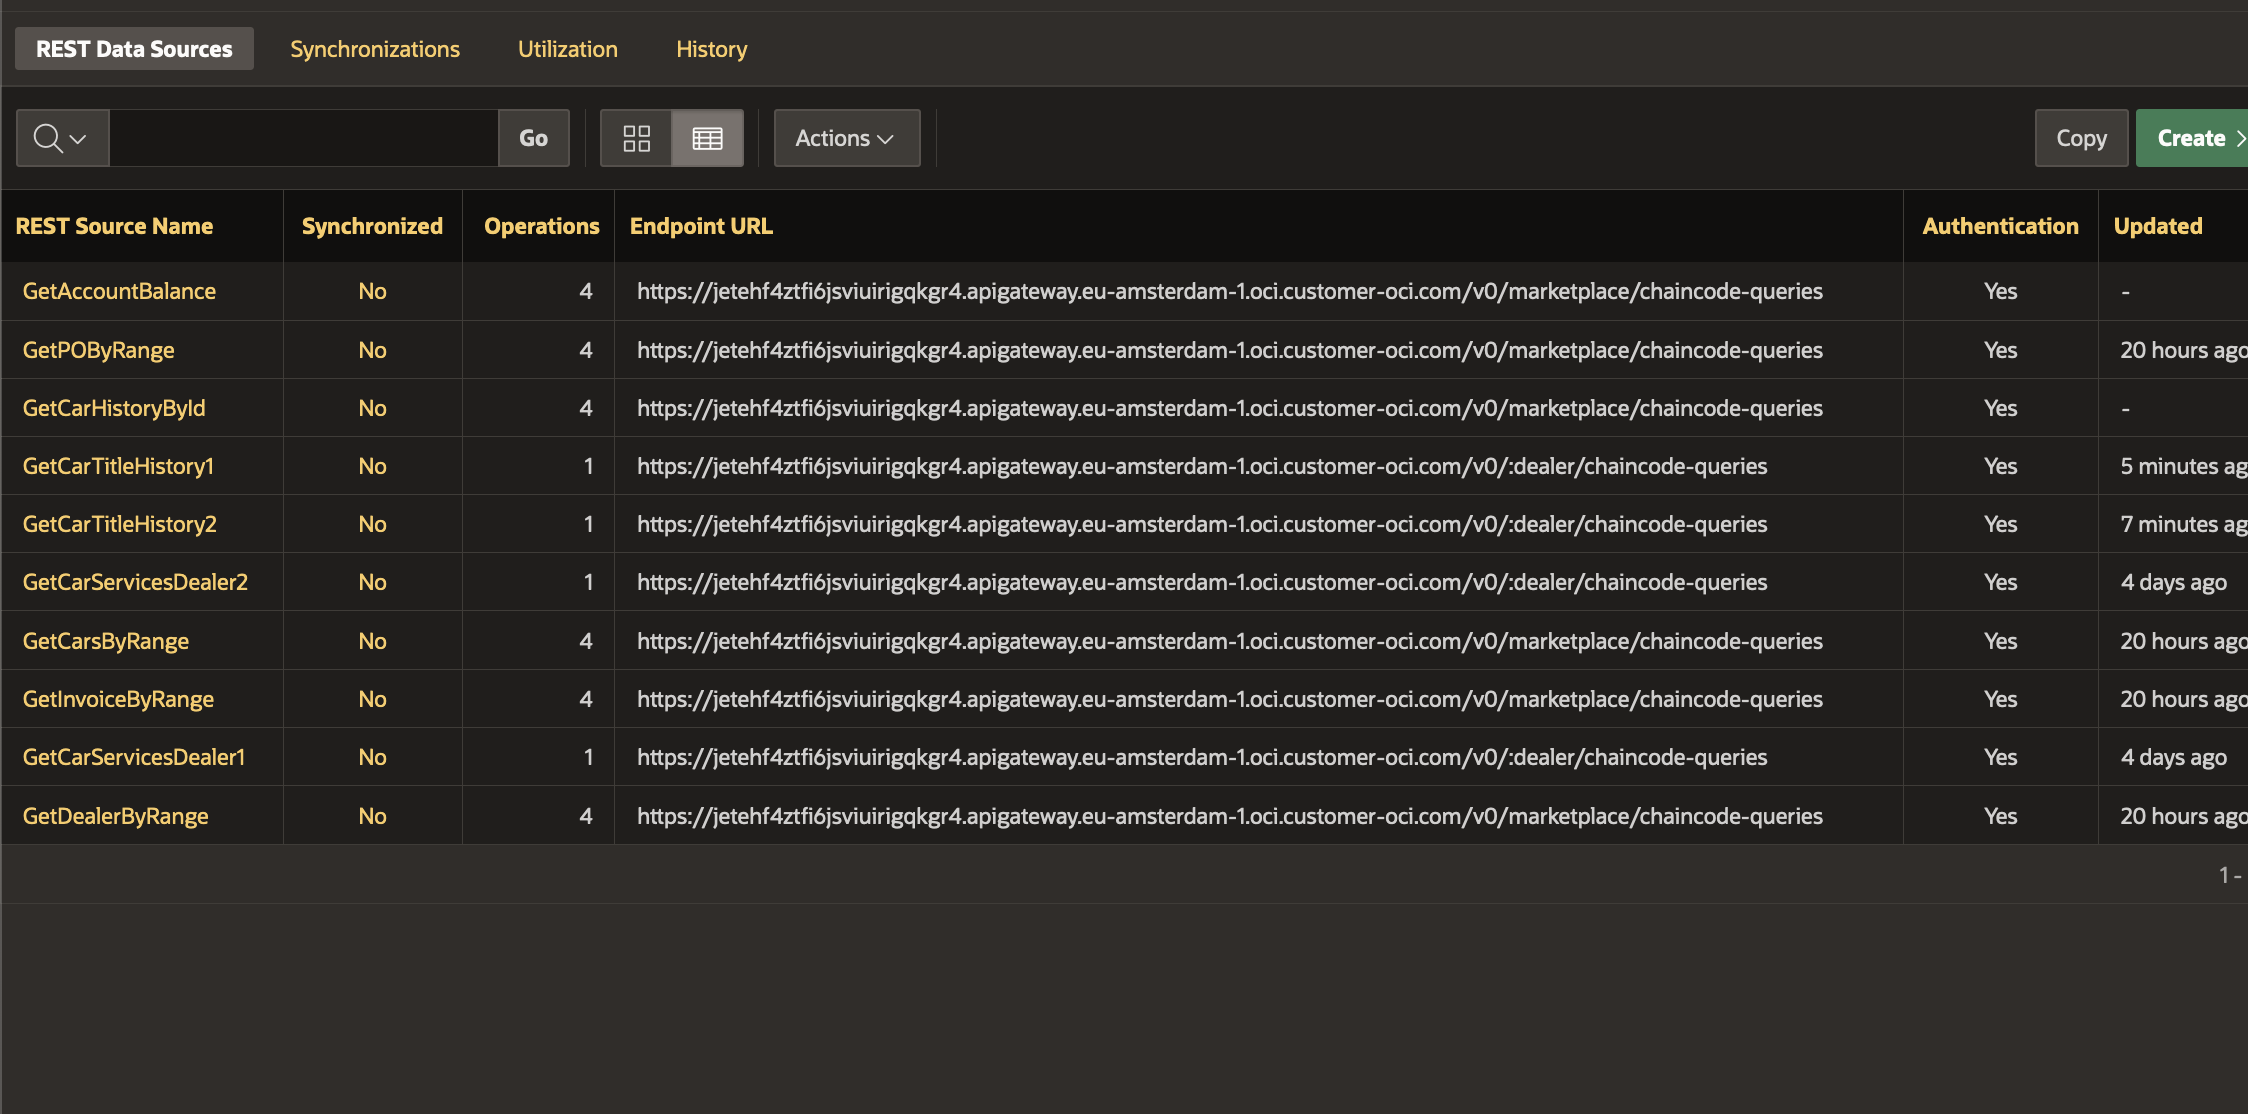 REST Data Sources Synchronizations Utilization History
Go Actions Copy Create
REST Source Name Synchronized Operations Endpoint URL Authentication Updated
GetAccountBalance No 4 https://jetehf4ztfi6jsviuirigqkgr4.apigateway.eu-amsterdam-1.oci.customer-oci.com/v0/marketplace/chaincode-queries Yes -
GetPOByRange No 4 https://jetehf4ztfi6jsviuirigqkgr4.apigateway.eu-amsterdam-1.oci.customer-oci.com/v0/marketplace/chaincode-queries Yes 20 hours ago
GetCarHistoryById No 4 https://jetehf4ztfi6jsviuirigqkgr4.apigateway.eu-amsterdam-1.oci.customer-oci.com/v0/marketplace/chaincode-queries Yes -
GetCarTitleHistory1 No 1 https://jetehf4ztfi6jsviuirigqkgr4.apigateway.eu-amsterdam-1.oci.customer-oci.com/v0/:dealer/chaincode-queries Yes 5 minutes ag
GetCarTitleHistory2 No 1 https://jetehf4ztfi6jsviuirigqkgr4.apigateway.eu-amsterdam-1.oci.customer-oci.com/v0/:dealer/chaincode-queries Yes 7 minutes ag
GetCarServicesDealer2 No 1 https://jetehf4ztfi6jsviuirigqkgr4.apigateway.eu-amsterdam-1.oci.customer-oci.com/v0/:dealer/chaincode-queries Yes 4 days ago
GetCarsByRange No 4 https://jetehf4ztfi6jsviuirigqkgr4.apigateway.eu-amsterdam-1.oci.customer-oci.com/v0/marketplace/chaincode-queries Yes 20 hours ago
GetInvoiceByRange No 4 https://jetehf4ztfi6jsviuirigqkgr4.apigateway.eu-amsterdam-1.oci.customer-oci.com/v0/marketplace/chaincode-queries Yes 20 hours ago
GetCarServicesDealer1 No 1 https://jetehf4ztfi6jsviuirigqkgr4.apigateway.eu-amsterdam-1.oci.customer-oci.com/v0/:dealer/chaincode-queries Yes 4 days ago
GetDealerByRange No 4 https://jetehf4ztfi6jsviuirigqkgr4.apigateway.eu-amsterdam-1.oci.customer-oci.com/v0/marketplace/chaincode-queries Yes 20 hours ago
1 -